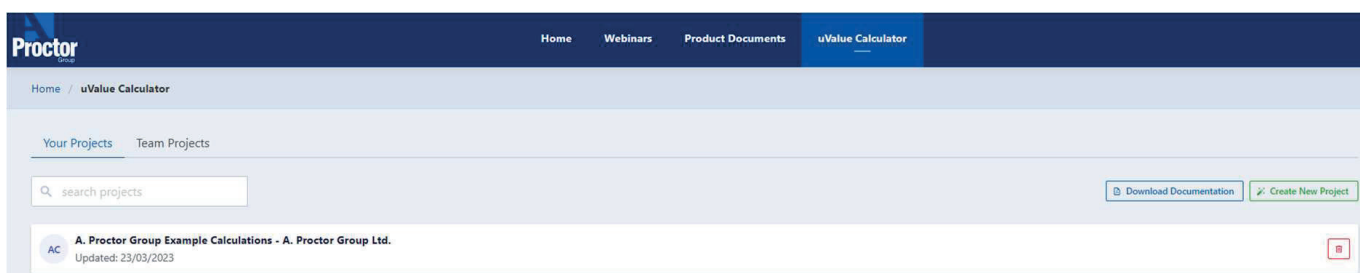 A
Proctor
Group
Home Webinars Product Documents uValue Calculator
Home / uValue Calculator
Your Projects Team Projects
search projects
Download Documentation Create New Project
AC
A. Proctor Group Example Calculations - A. Proctor Group Ltd.
Updated: 23/03/2023